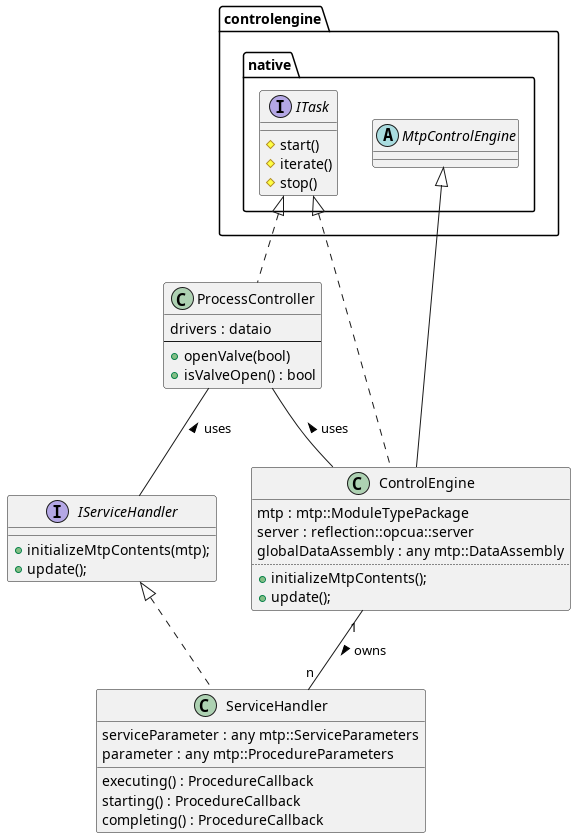 controlengine
native
I ITask
start()
iterate()
stop()
A MtpControlEngine
C ProcessController
drivers : dataio
openValve(bool)
isValveOpen() : bool
uses
uses
I IServiceHandler
initializeMtpContents(mtp);
update();
C ControlEngine
mtp : mtp::ModuleTypePackage
server : reflection::opcua::server
globalDataAssembly : any mtp::DataAssembly
initializeMtpContents();
update();
1
owns
n
C ServiceHandler
serviceParameter : any mtp::ServiceParameters
parameter : any mtp::ProcedureParameters
executing() : ProcedureCallback
starting() : ProcedureCallback
completing() : ProcedureCallback